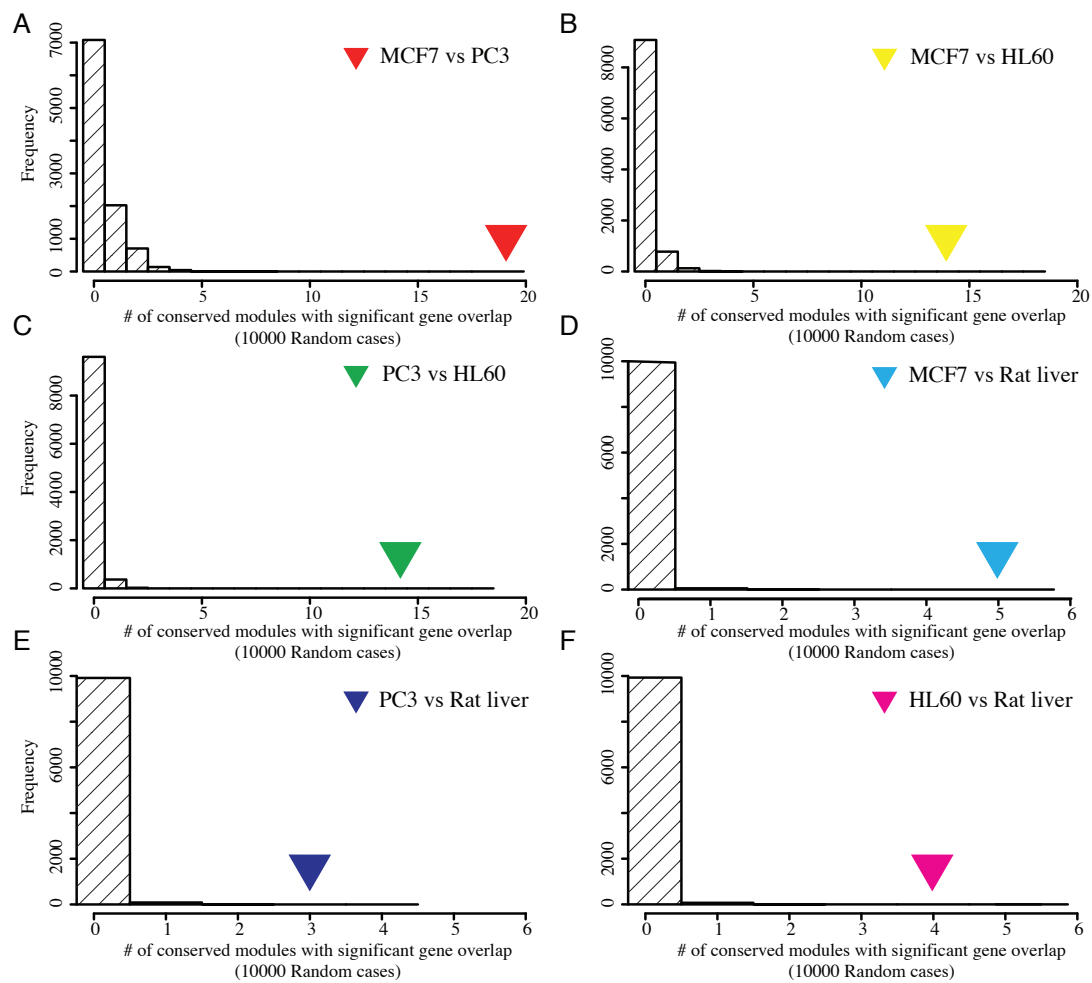 A
MCF7 vs PC3
Frequency
7000
5000
3000
1000
0
0 5 10 15 20
# of conserved modules with significant gene overlap
(10000 Random cases)
B
MCF7 vs HL60
8000
6000
4000
2000
0
0 5 10 15 20
# of conserved modules with significant gene overlap
(10000 Random cases)
C
PC3 vs HL60
Frequency
8000
6000
4000
2000
0
0 5 10 15 20
# of conserved modules with significant gene overlap
(10000 Random cases)
D
MCF7 vs Rat liver
10000
6000
2000
0
0 1 2 3 4 5 6
# of conserved modules with significant gene overlap
(10000 Random cases)
E
PC3 vs Rat liver
Frequency
10000
6000
2000
0
0 1 2 3 4 5 6
# of conserved modules with significant gene overlap
(10000 Random cases)
F
HL60 vs Rat liver
10000
6000
2000
0
0 1 2 3 4 5 6
# of conserved modules with significant gene overlap
(10000 Random cases)